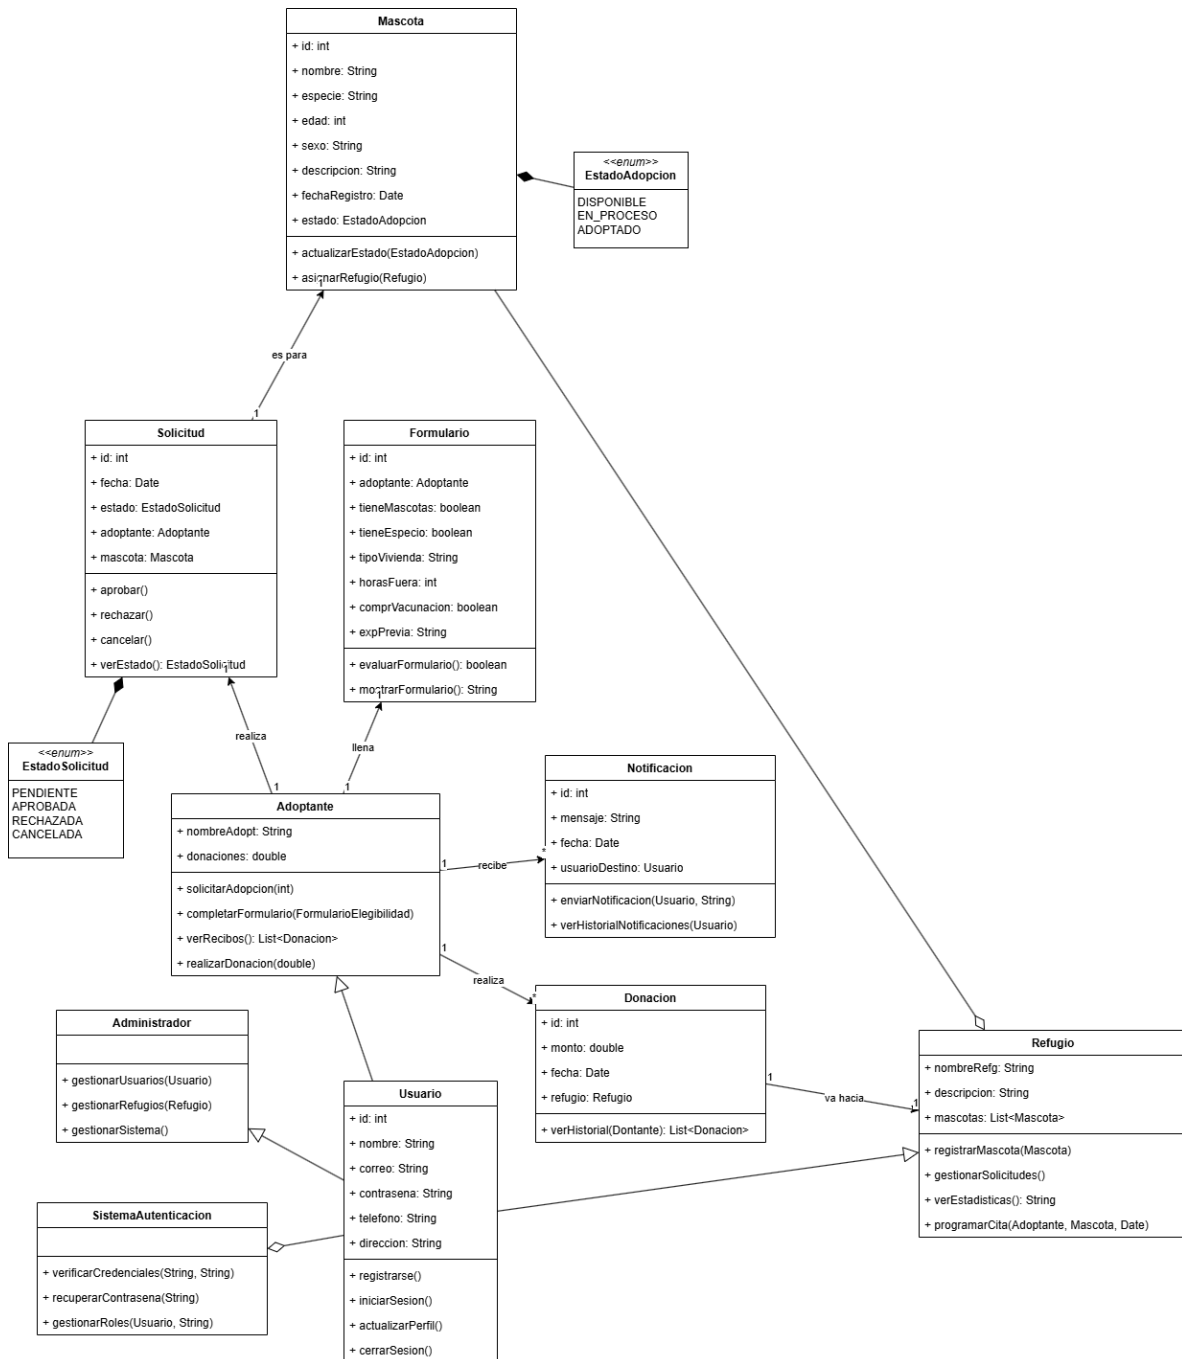 Mascota
+ id: int
+ nombre: String
+ especie: String
+ edad: int
+ sexo: String
+ descripcion: String
+ fechaRegistro: Date
+ estado: EstadoAdopcion
+ actualizarEstado(EstadoAdopcion)
+ asignarRefugio(Refugio)
1
<<enum>>
EstadoAdopcion
DISPONIBLE
EN_PROCESO
ADOPTADO
es para
1
Solicitud
+ id: int
+ fecha: Date
+ estado: EstadoSolicitud
+ adoptante: Adoptante
+ mascota: Mascota
+ aprobar()
+ rechazar()
+ cancelar()
+ verEstado(): EstadoSolicitud
1
Formulario
+ id: int
+ adoptante: Adoptante
+ tieneMascotas: boolean
+ tieneEspecio: boolean
+ tipoVivienda: String
+ horasFuera: int
+ comprVacunacion: boolean
+ expPrevia: String
+ evaluarFormulario(): boolean
+ mostrarFormulario(): String
1
realiza
1
llena
1
<<enum>>
EstadoSolicitud
PENDIENTE
APROBADA
RECHAZADA
CANCELADA
Adoptante
+ nombreAdopt: String
+ donaciones: double
+ solicitarAdopcion(int)
+ completarFormulario(FormularioElegibilidad)
+ verRecibos(): List<Donacion>
+ realizarDonacion(double)
1
recibe
*
Notificacion
+ id: int
+ mensaje: String
+ fecha: Date
+ usuarioDestino: Usuario
+ enviarNotificacion(Usuario, String)
+ verHistorialNotificaciones(Usuario)
1
realiza
*
Donacion
+ id: int
+ monto: double
+ fecha: Date
+ refugio: Refugio
+ verHistorial(Dontante): List<Donacion>
1
va hacia
1
Refugio
+ nombreRefg: String
+ descripcion: String
+ mascotas: List<Mascota>
+ registrarMascota(Mascota)
+ gestionarSolicitudes()
+ verEstadisticas(): String
+ programarCita(Adoptante, Mascota, Date)
Administrador
+ gestionarUsuarios(Usuario)
+ gestionarRefugios(Refugio)
+ gestionarSistema()
Usuario
+ id: int
+ nombre: String
+ correo: String
+ contrasena: String
+ telefono: String
+ direccion: String
+ registrarse()
+ iniciarSesion()
+ actualizarPerfil()
+ cerrarSesion()
SistemaAutenticacion
+ verificarCredenciales(String, String)
+ recuperarContrasena(String)
+ gestionarRoles(Usuario, String)